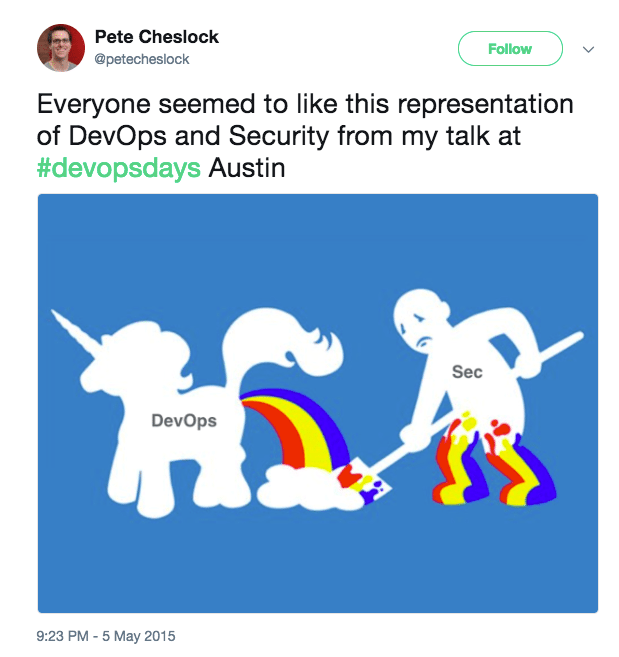 Pete Cheslock
@petecheslock
Follow
Everyone seemed to like this representation
of DevOps and Security from my talk at
#devopsdays Austin
Sec
DevOps
9:23 PM - 5 May 2015